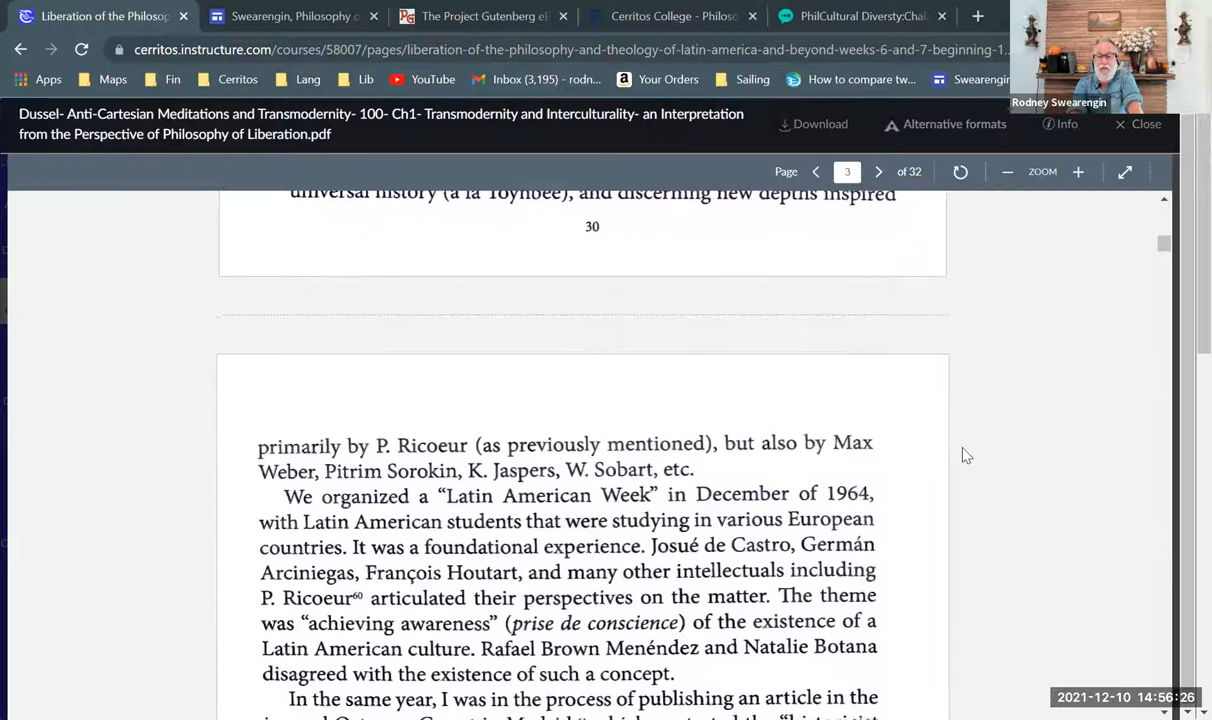 Liberation of the Philosop
Swearengin, Philosophy o
The Project Gutenberg eB
Cerritos College - Philoso
PhilCultural Diversty:Chal
cerritos.instructure.com/courses/58007/pages/liberation-of-the-philosophy-and-theology-of-latin-america-and-beyond-weeks-6-and-7-beginning-1...
Apps Maps Fin Cerritos Lang Lib YouTube Inbox (3,195) - rodn... Your Orders Sailing How to compare tw... Swearengin
Rodney Swearengin
Dussel- Anti-Cartesian Meditations and Transmodernity- 100- Ch1- Transmodernity and Interculturality- an Interpretation
from the Perspective of Philosophy of Liberation.pdf
Download Alternative formats Info Close
Page 3 of 32 ZOOM
universal history (à la Toynbee), and discerning new depths inspired
30
primarily by P. Ricoeur (as previously mentioned), but also by Max
Weber, Pitrim Sorokin, K. Jaspers, W. Sobart, etc.
We organized a “Latin American Week” in December of 1964,
with Latin American students that were studying in various European
countries. It was a foundational experience. Josué de Castro, Germán
Arciniegas, François Houtart, and many other intellectuals including
P. Ricoeur60 articulated their perspectives on the matter. The theme
was “achieving awareness” (prise de conscience) of the existence of a
Latin American culture. Rafael Brown Menéndez and Natalie Botana
disagreed with the existence of such a concept.
In the same year, I was in the process of publishing an article in the
2021-12-10 14:56:26